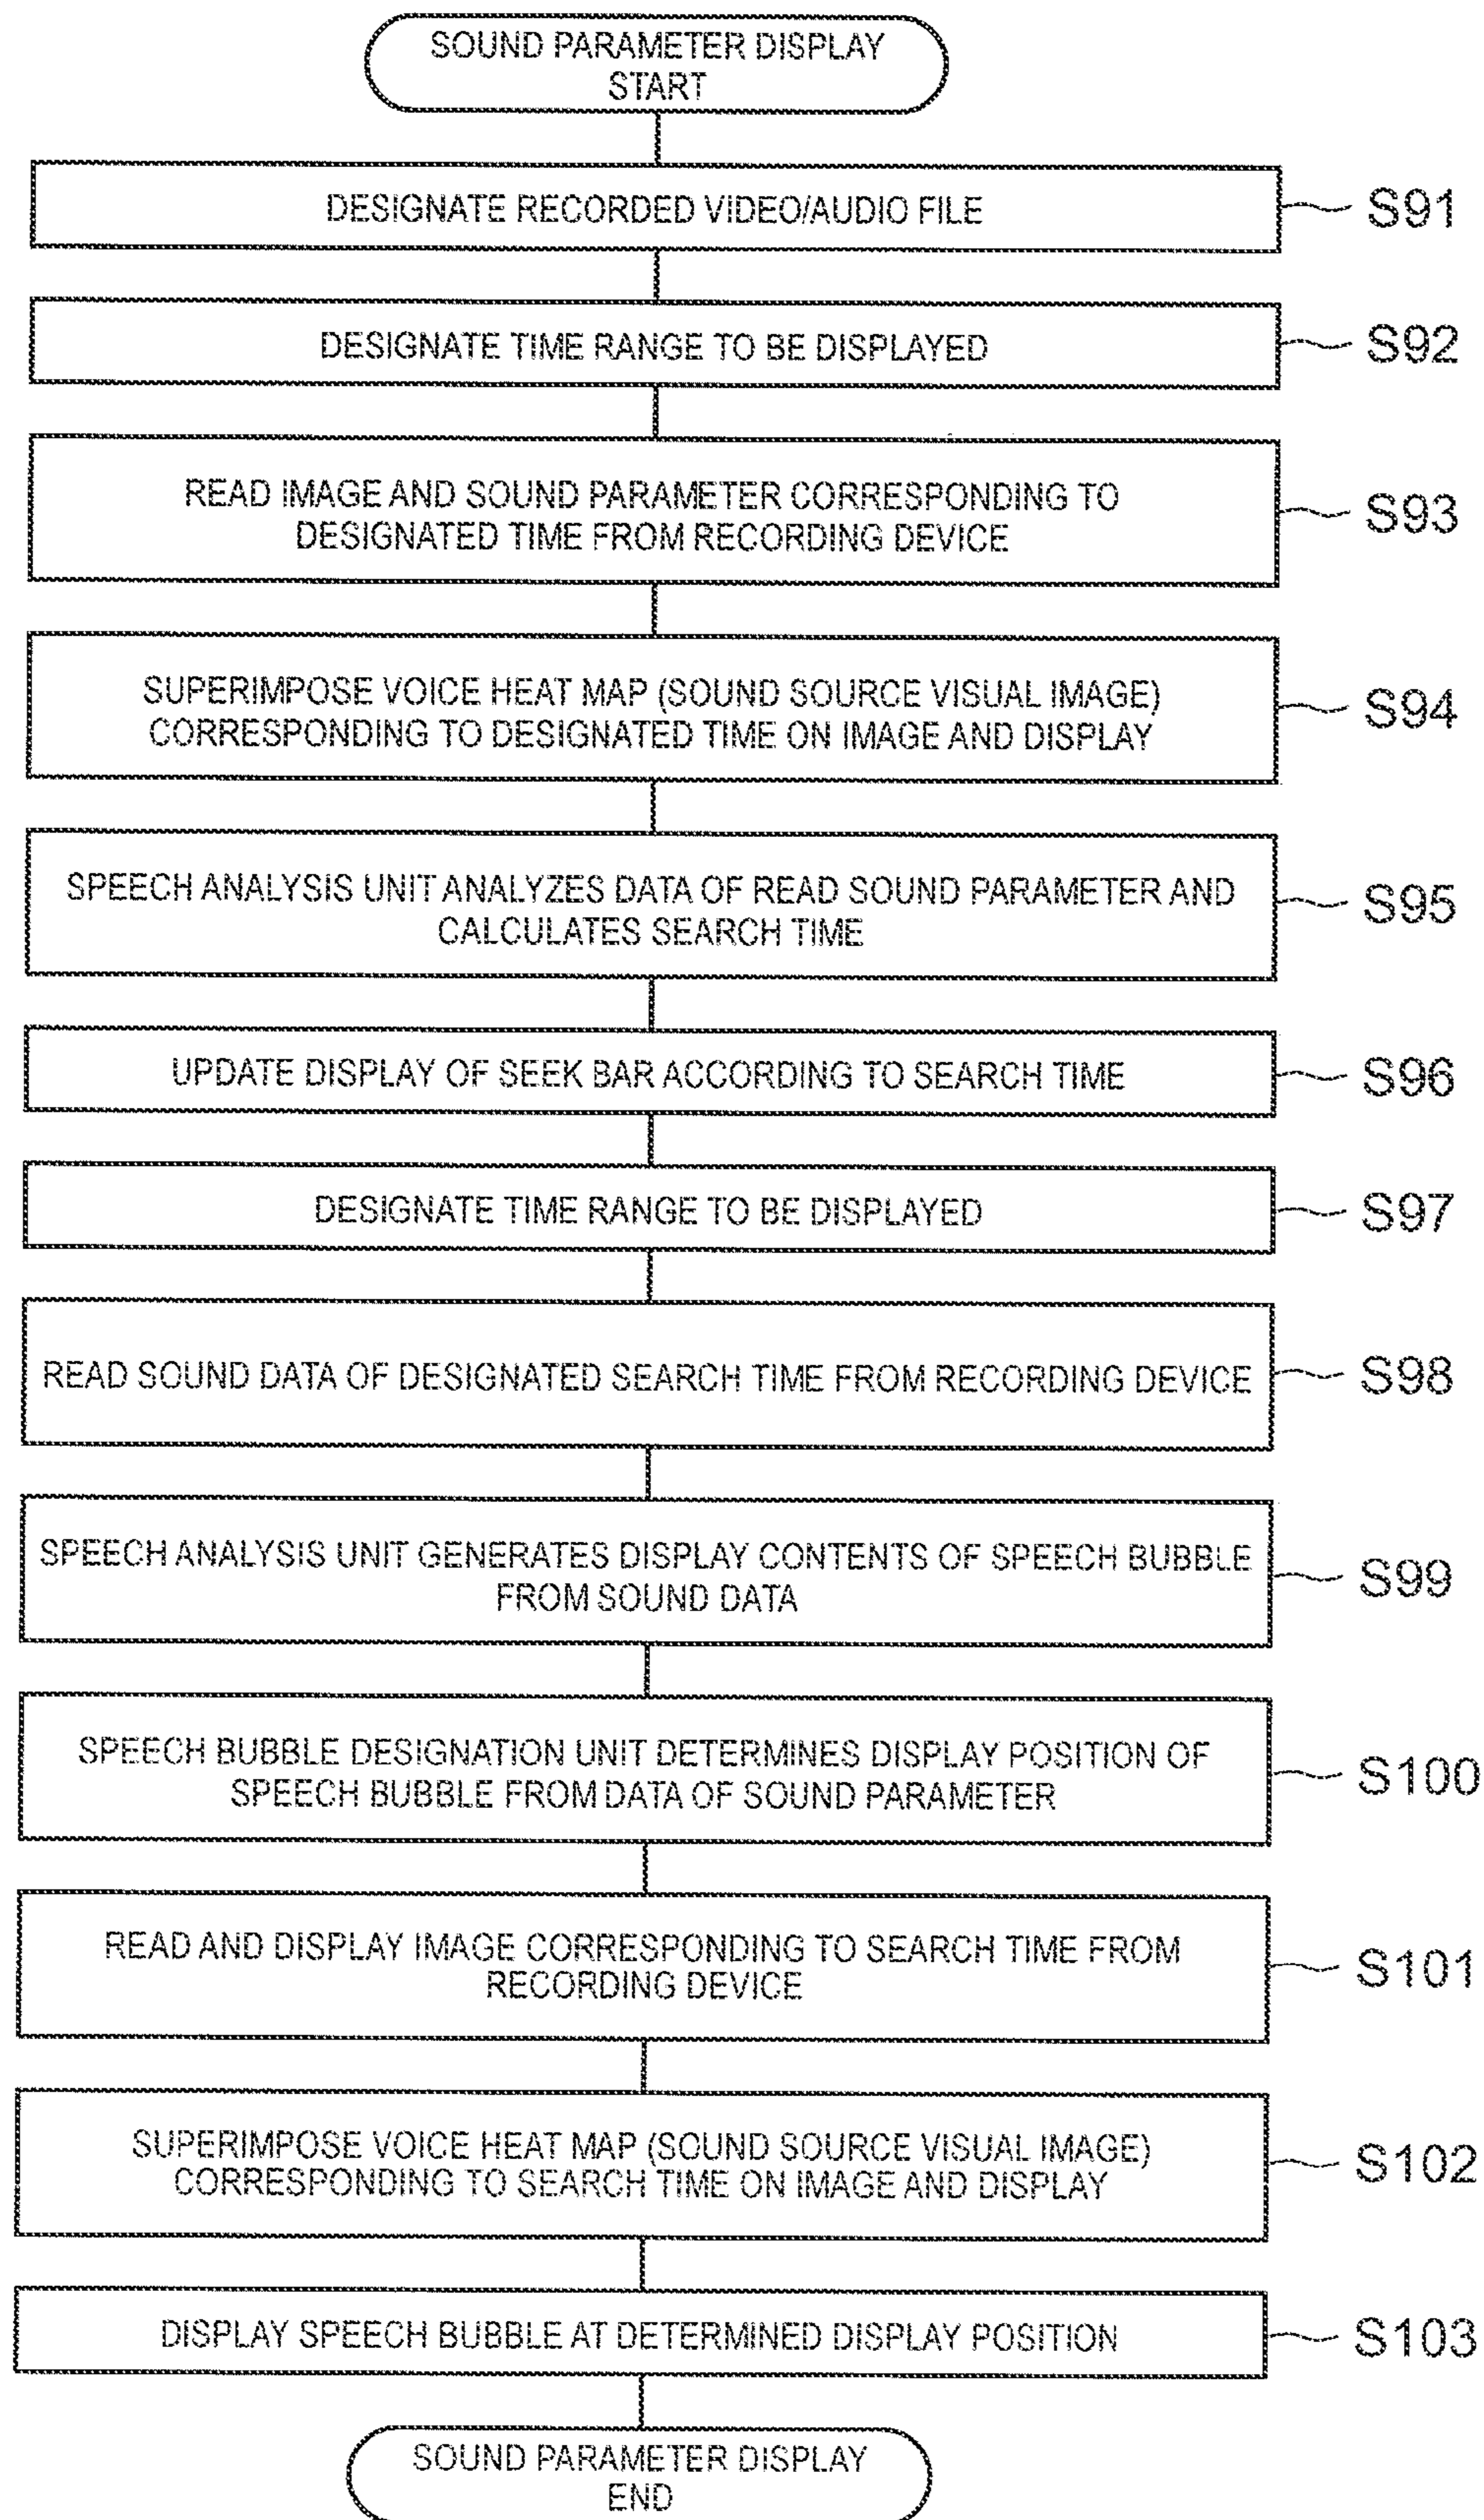 SOUND PARAMETER DISPLAY
START
DESIGNATE RECORDED VIDEO/AUDIO FILE
S91
DESIGNATE TIME RANGE TO BE DISPLAYED
S92
READ IMAGE AND SOUND PARAMETER CORRESPONDING TO
DESIGNATED TIME FROM RECORDING DEVICE
S93
SUPERIMPOSE VOICE HEAT MAP (SOUND SOURCE VISUAL IMAGE)
CORRESPONDING TO DESIGNATED TIME ON IMAGE AND DISPLAY
S94
SPEECH ANALYSIS UNIT ANALYZES DATA OF READ SOUND PARAMETER AND
CALCULATES SEARCH TIME
S95
UPDATE DISPLAY OF SEEK BAR ACCORDING TO SEARCH TIME
S96
DESIGNATE TIME RANGE TO BE DISPLAYED
S97
READ SOUND DATA OF DESIGNATED SEARCH TIME FROM RECORDING DEVICE
S98
SPEECH ANALYSIS UNIT GENERATES DISPLAY CONTENTS OF SPEECH BUBBLE
FROM SOUND DATA
S99
SPEECH BUBBLE DESIGNATION UNIT DETERMINES DISPLAY POSITION OF
SPEECH BUBBLE FROM DATA OF SOUND PARAMETER
S100
READ AND DISPLAY IMAGE CORRESPONDING TO SEARCH TIME FROM
RECORDING DEVICE
S101
SUPERIMPOSE VOICE HEAT MAP (SOUND SOURCE VISUAL IMAGE)
CORRESPONDING TO SEARCH TIME ON IMAGE AND DISPLAY
S102
DISPLAY SPEECH BUBBLE AT DETERMINED DISPLAY POSITION
S103
SOUND PARAMETER DISPLAY
END